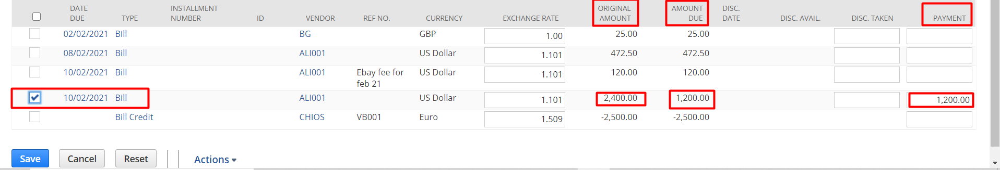 DATE DUE TYPE INSTALLMENT NUMBER ID VENDOR REF NO. CURRENCY EXCHANGE RATE ORIGINAL AMOUNT AMOUNT DUE DISC. DATE DISC. AVAIL. DISC. TAKEN PAYMENT
02/02/2021 Bill BG GBP 1.00 25.00 25.00
08/02/2021 Bill ALI001 US Dollar 1.101 472.50 472.50
10/02/2021 Bill ALI001 Ebay fee for feb 21 US Dollar 1.101 120.00 120.00
10/02/2021 Bill ALI001 US Dollar 1.101 2,400.00 1,200.00 1,200.00
Bill Credit CHIOS VB001 Euro 1.509 -2,500.00 -2,500.00
Save Cancel Reset Actions